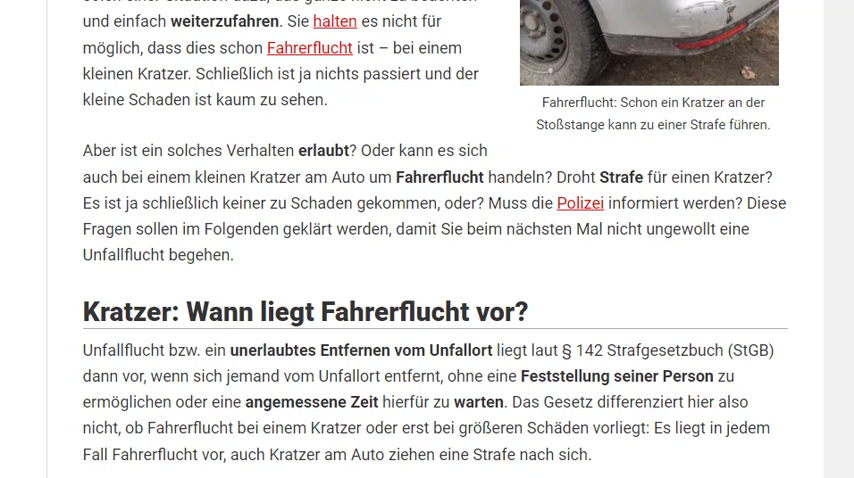 und einfach weiterzufahren. Sie halten es nicht für
möglich, dass dies schon Fahrerflucht ist – bei einem
kleinen Kratzer. Schließlich ist ja nichts passiert und der
kleine Schaden ist kaum zu sehen.
Fahrerflucht: Schon ein Kratzer an der
Stoßstange kann zu einer Strafe führen.
Aber ist ein solches Verhalten erlaubt? Oder kann es sich
auch bei einem kleinen Kratzer am Auto um Fahrerflucht handeln? Droht Strafe für einen Kratzer?
Es ist ja schließlich keiner zu Schaden gekommen, oder? Muss die Polizei informiert werden? Diese
Fragen sollen im Folgenden geklärt werden, damit Sie beim nächsten Mal nicht ungewollt eine
Unfallflucht begehen.
Kratzer: Wann liegt Fahrerflucht vor?
Unfallflucht bzw. ein unerlaubtes Entfernen vom Unfallort liegt laut § 142 Strafgesetzbuch (StGB)
dann vor, wenn sich jemand vom Unfallort entfernt, ohne eine Feststellung seiner Person zu
ermöglichen oder eine angemessene Zeit hierfür zu warten. Das Gesetz differenziert hier also
nicht, ob Fahrerflucht bei einem Kratzer oder erst bei größeren Schäden vorliegt: Es liegt in jedem
Fall Fahrerflucht vor, auch Kratzer am Auto ziehen eine Strafe nach sich.